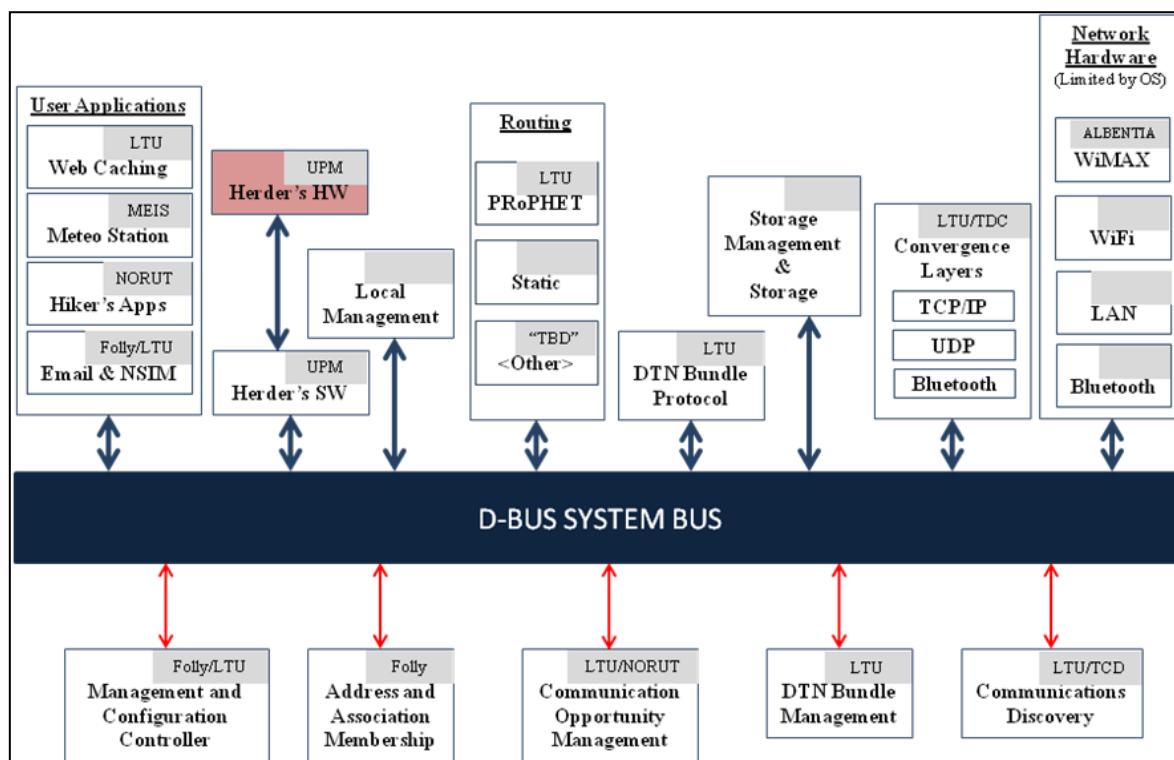 User Applications
LTU
Web Caching
MEIS
Meteo Station
NORUT
Hiker's Apps
Folly/LTU
Email & NSIM
UPM
Herder's HW
UPM
Herder's SW
Local
Management
Routing
LTU
PRoPHET
Static
“TBD”
<Other>
LTU
DTN Bundle
Protocol
Storage
Management
&
Storage
LTU/TDC
Convergence
Layers
TCP/IP
UDP
Bluetooth
Network
Hardware
(Limited by OS)
ALBENTIA
WiMAX
WiFi
LAN
Bluetooth
D-BUS SYSTEM BUS
Folly/LTU
Management and
Configuration
Controller
Folly
Address and
Association
Membership
LTU/NORUT
Communication
Opportunity
Management
LTU
DTN Bundle
Management
LTU/TCD
Communications
Discovery